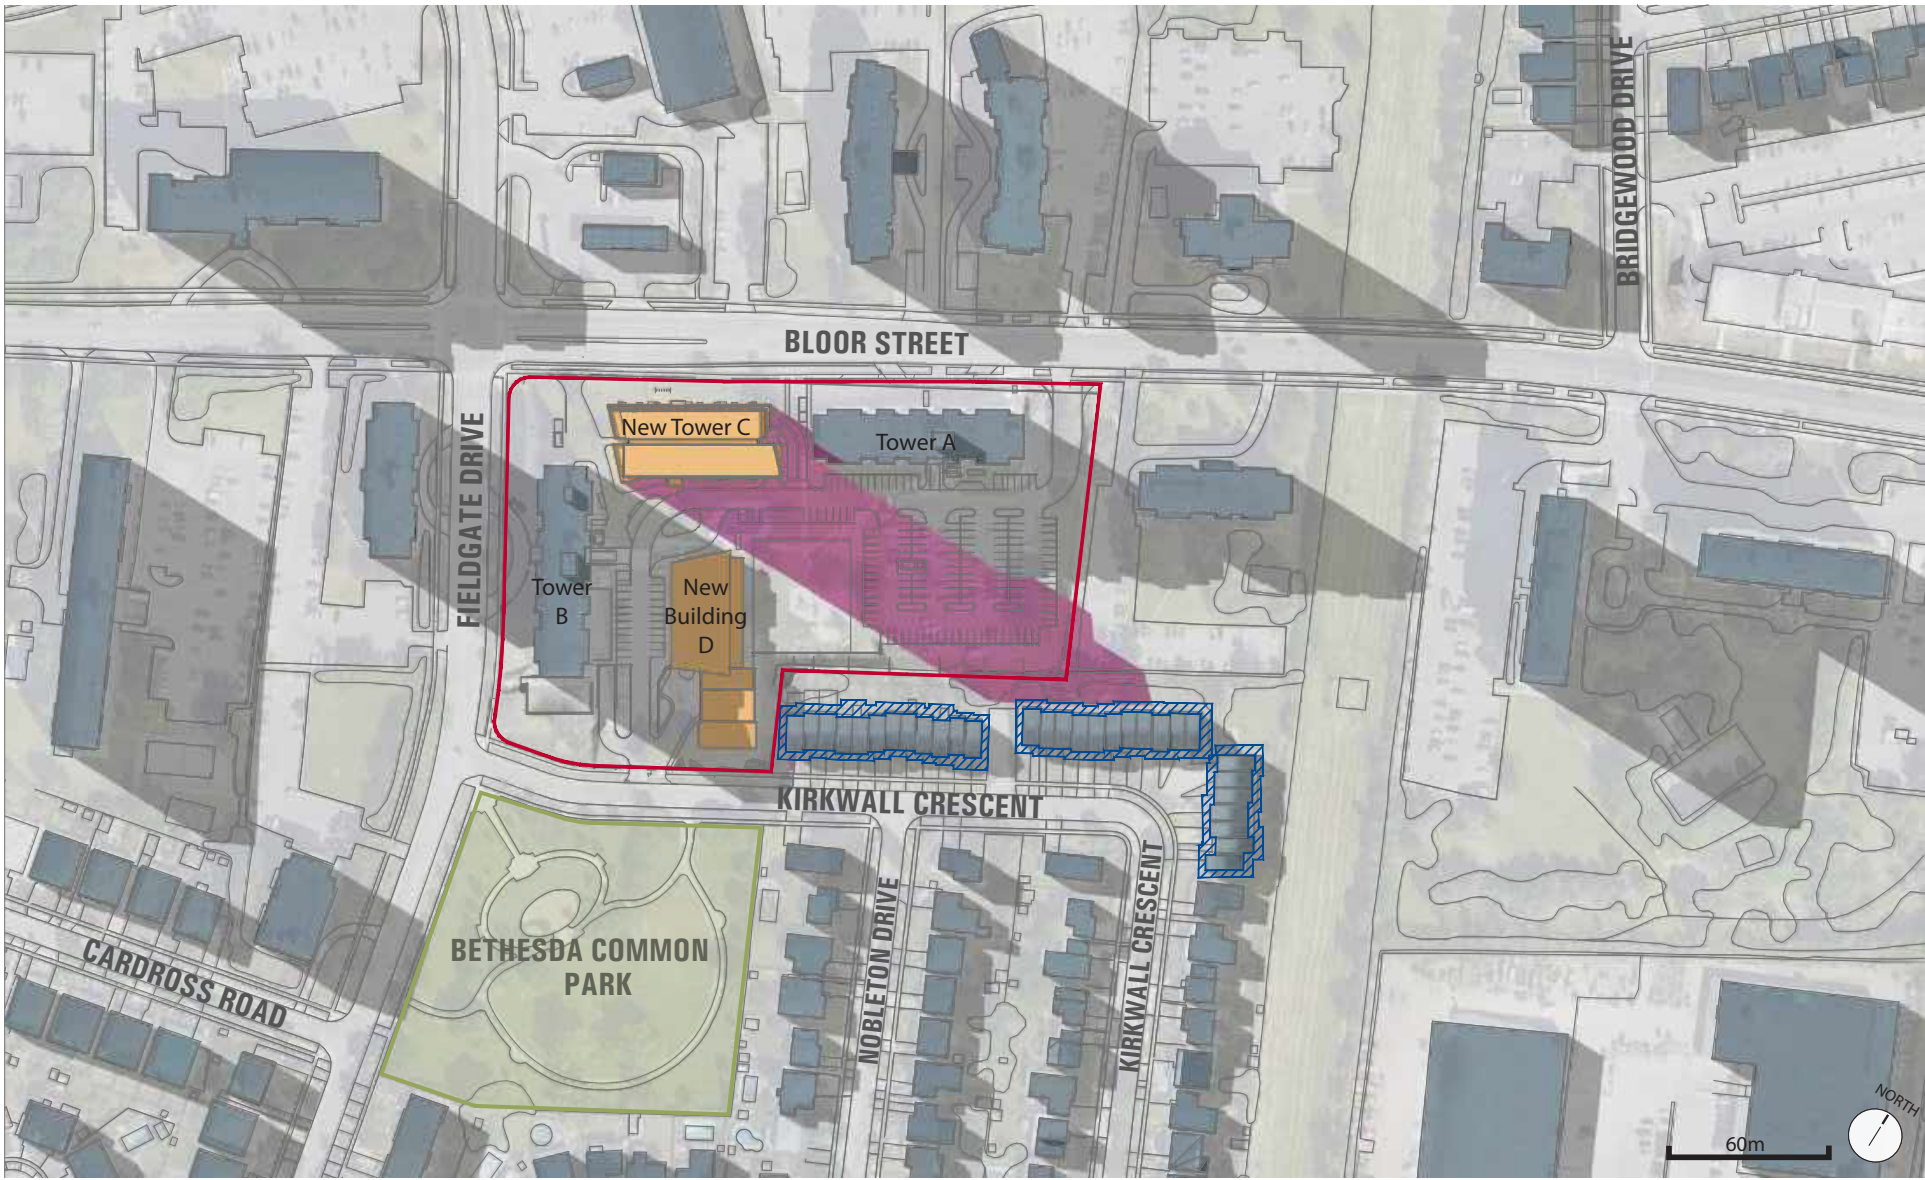 BRIDGEWOOD DRIVE
BLOOR STREET
FIELDGATE DRIVE
New Tower C
Tower A
Tower
B
New
Building
D
KIRKWALL CRESCENT
KIRKWALL CRESCENT
NOBLETON DRIVE
BETHESDA COMMON
PARK
CARDROSS ROAD
NORTH
60m